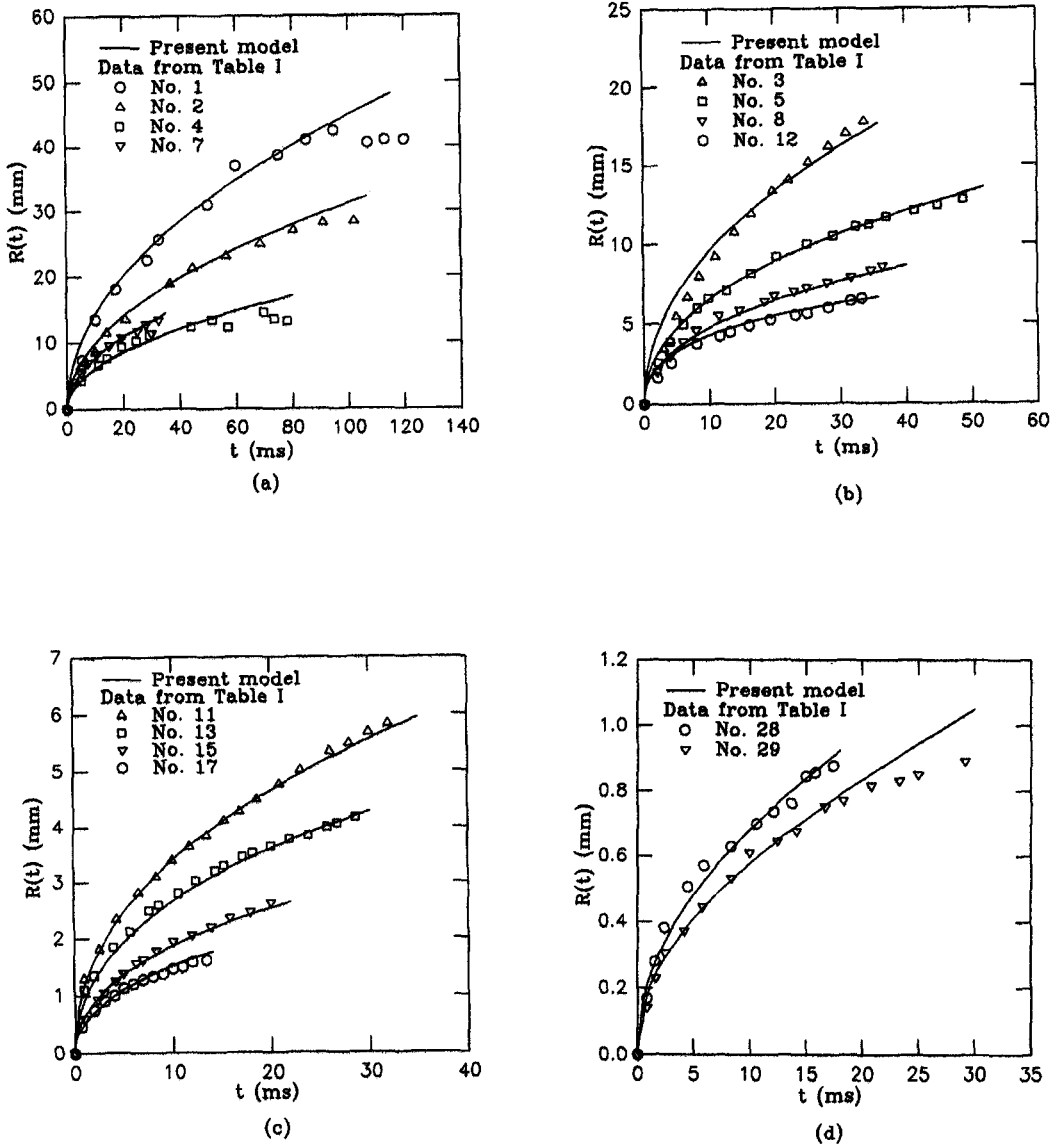 60
50
40
30
20
10
0
R(t) (mm)
Present model
Data from Table I
No. 1
No. 2
No. 4
No. 7
0 20 40 60 80 100 120 140
t (ms)
(a)
25
20
15
10
5
0
R(t) (mm)
Present model
Data from Table I
No. 3
No. 5
No. 8
No. 12
0 10 20 30 40 50 60
t (ms)
(b)
7
6
5
4
3
2
1
0
R(t) (mm)
Present model
Data from Table I
No. 11
No. 13
No. 15
No. 17
0 10 20 30 40
t (ms)
(c)
1.2
1.0
0.8
0.6
0.4
0.2
0.0
R(t) (mm)
Present model
Data from Table I
No. 28
No. 29
0 5 10 15 20 25 30 35
t (ms)
(d)